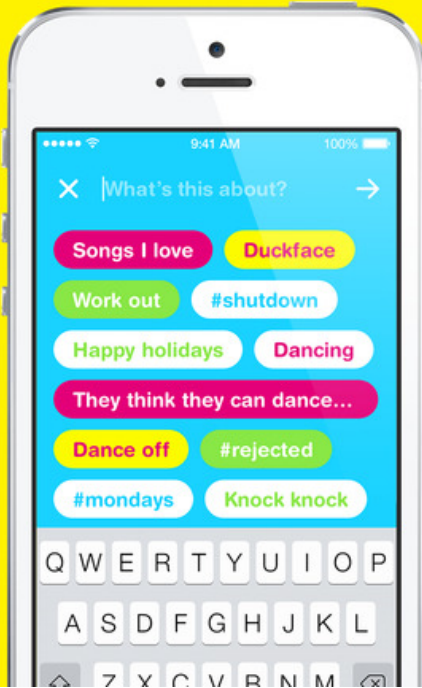 9:41 AM 100%
What's this about?
Songs I love Duckface
Work out #shutdown
Happy holidays Dancing
They think they can dance...
Dance off #rejected
#mondays Knock knock
Q W E R T Y U I O P
A S D F G H J K L
Z X C V B N M